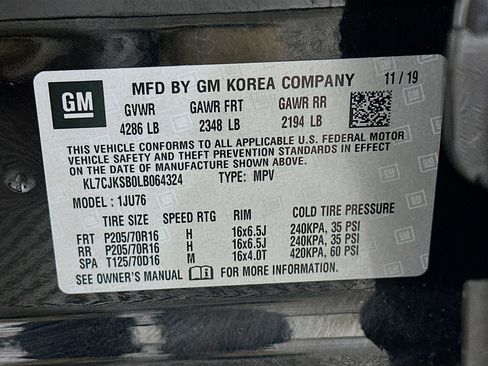 GM
MFD BY GM KOREA COMPANY 11 / 19
GVWR GAWR FRT GAWR RR
4286 LB 2348 LB 2194 LB
THIS VEHICLE CONFORMS TO ALL APPLICABLE U.S. FEDERAL MOTOR
VEHICLE SAFETY AND THEFT PREVENTION STANDARDS IN EFFECT
ON THE DATE OF MANUFACTURE SHOWN ABOVE.
KL7CJKSB0LB064324 TYPE: MPV
MODEL : 1JU76
TIRE SIZE SPEED RTG RIM COLD TIRE PRESSURE
FRT P205/70R16 H 16x6.5J 240KPA, 35 PSI
RR P205/70R16 H 16x6.5J 240KPA, 35 PSI
SPA T125/70D16 M 16x4.0T 420KPA, 60 PSI
SEE OWNER'S MANUAL FOR MORE INFORMATION.